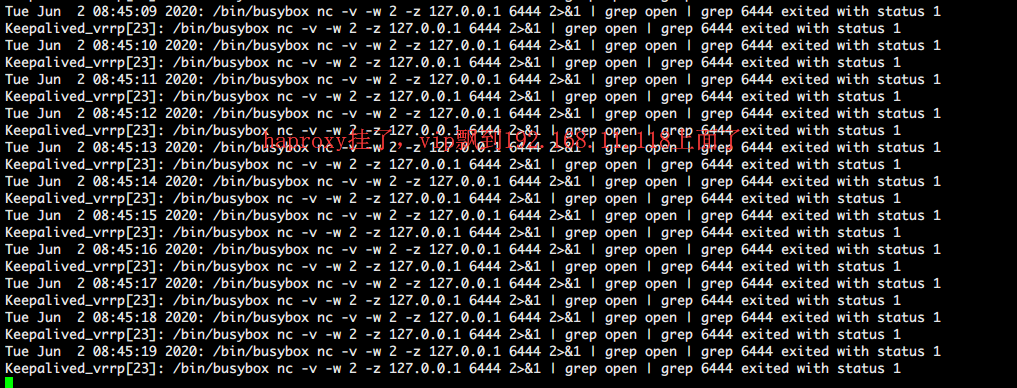 Tue Jun  2 08:45:09 2020: /bin/busybox nc -v -w 2 -z 127.0.0.1 6444 2>&1 | grep open | grep 6444 exited with status 1
Keepalived_vrrp[23]: /bin/busybox nc -v -w 2 -z 127.0.0.1 6444 2>&1 | grep open | grep 6444 exited with status 1
Tue Jun  2 08:45:10 2020: /bin/busybox nc -v -w 2 -z 127.0.0.1 6444 2>&1 | grep open | grep 6444 exited with status 1
Keepalived_vrrp[23]: /bin/busybox nc -v -w 2 -z 127.0.0.1 6444 2>&1 | grep open | grep 6444 exited with status 1
Tue Jun  2 08:45:11 2020: /bin/busybox nc -v -w 2 -z 127.0.0.1 6444 2>&1 | grep open | grep 6444 exited with status 1
Keepalived_vrrp[23]: /bin/busybox nc -v -w 2 -z 127.0.0.1 6444 2>&1 | grep open | grep 6444 exited with status 1
Tue Jun  2 08:45:12 2020: /bin/busybox nc -v -w 2 -z 127.0.0.1 6444 2>&1 | grep open | grep 6444 exited with status 1
Keepalived_vrrp[23]: /bin/busybox nc -v -w 2 -z 127.0.0.1 6444 2>&1 | grep open | grep 6444 exited with status 1
haproxy挂了，vip飘到192.168.11.118上面了
Tue Jun  2 08:45:13 2020: /bin/busybox nc -v -w 2 -z 127.0.0.1 6444 2>&1 | grep open | grep 6444 exited with status 1
Keepalived_vrrp[23]: /bin/busybox nc -v -w 2 -z 127.0.0.1 6444 2>&1 | grep open | grep 6444 exited with status 1
Tue Jun  2 08:45:14 2020: /bin/busybox nc -v -w 2 -z 127.0.0.1 6444 2>&1 | grep open | grep 6444 exited with status 1
Keepalived_vrrp[23]: /bin/busybox nc -v -w 2 -z 127.0.0.1 6444 2>&1 | grep open | grep 6444 exited with status 1
Tue Jun  2 08:45:15 2020: /bin/busybox nc -v -w 2 -z 127.0.0.1 6444 2>&1 | grep open | grep 6444 exited with status 1
Keepalived_vrrp[23]: /bin/busybox nc -v -w 2 -z 127.0.0.1 6444 2>&1 | grep open | grep 6444 exited with status 1
Tue Jun  2 08:45:16 2020: /bin/busybox nc -v -w 2 -z 127.0.0.1 6444 2>&1 | grep open | grep 6444 exited with status 1
Keepalived_vrrp[23]: /bin/busybox nc -v -w 2 -z 127.0.0.1 6444 2>&1 | grep open | grep 6444 exited with status 1
Tue Jun  2 08:45:17 2020: /bin/busybox nc -v -w 2 -z 127.0.0.1 6444 2>&1 | grep open | grep 6444 exited with status 1
Keepalived_vrrp[23]: /bin/busybox nc -v -w 2 -z 127.0.0.1 6444 2>&1 | grep open | grep 6444 exited with status 1
Tue Jun  2 08:45:18 2020: /bin/busybox nc -v -w 2 -z 127.0.0.1 6444 2>&1 | grep open | grep 6444 exited with status 1
Keepalived_vrrp[23]: /bin/busybox nc -v -w 2 -z 127.0.0.1 6444 2>&1 | grep open | grep 6444 exited with status 1
Tue Jun  2 08:45:19 2020: /bin/busybox nc -v -w 2 -z 127.0.0.1 6444 2>&1 | grep open | grep 6444 exited with status 1
Keepalived_vrrp[23]: /bin/busybox nc -v -w 2 -z 127.0.0.1 6444 2>&1 | grep open | grep 6444 exited with status 1